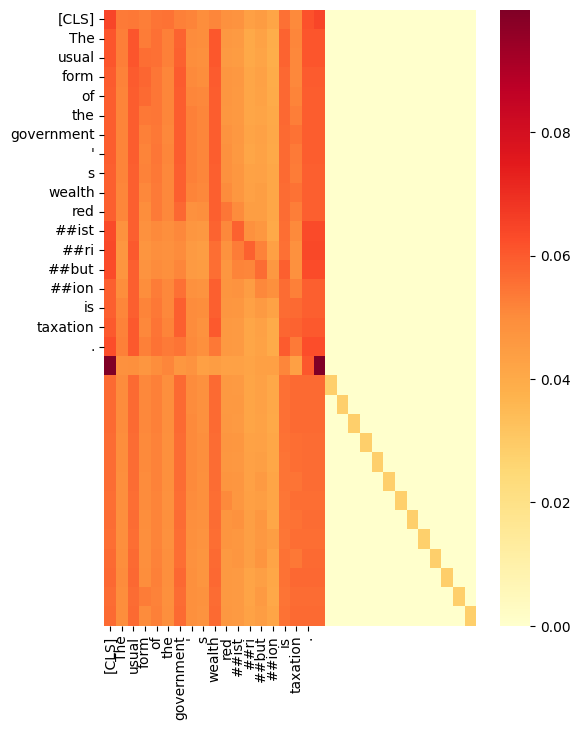 [CLS]
The
usual
form
of
the
government
'
s
wealth
red
##ist
##ri
##but
##ion
is
taxation
.
0.08
0.06
0.04
0.02
0.00
[CLS]
The
usual
form
of
the
government
'
s
wealth
red
##ist
##ri
##but
##ion
is
taxation
.